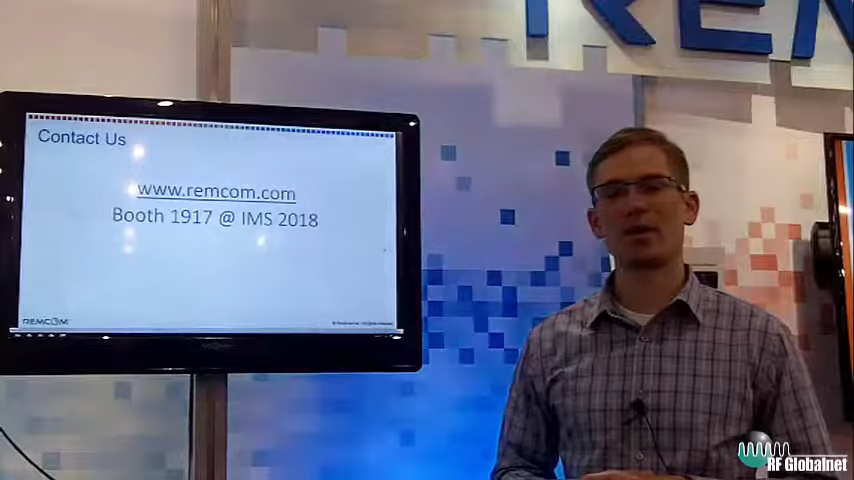 REM
Contact Us
www.remcom.com
Booth 1917 @ IMS 2018
REMCOM
RF Globalnet